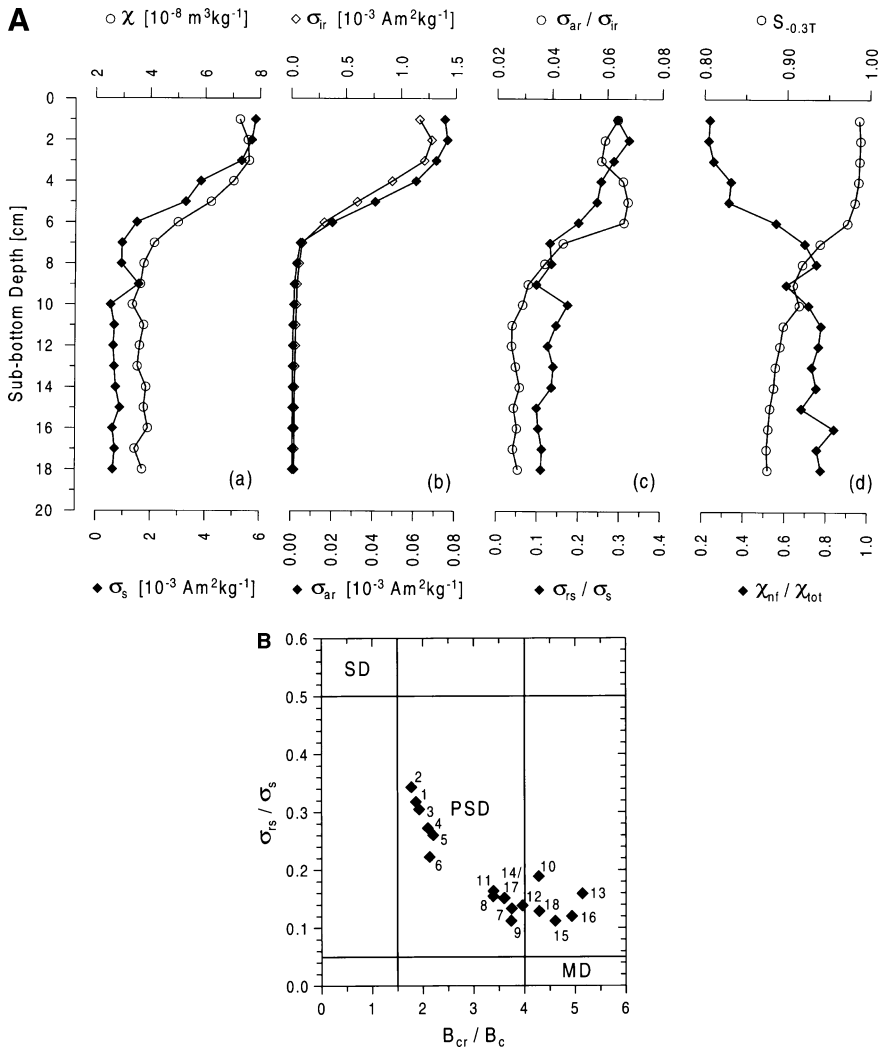 A
○ χ [10⁻⁸ m³kg⁻¹]
◇ σir [10⁻³ Am²kg⁻¹]
○ σar / σir
○ S-0.3T
2 4 6 8
0.0 0.5 1.0 1.5
0.02 0.04 0.06 0.08
0.80 0.90 1.00
Sub-bottom Depth [cm]
0
2
4
6
8
10
12
14
16
18
20
(a) (b) (c) (d)
0 2 4 6
0.00 0.02 0.04 0.06 0.08
0.0 0.1 0.2 0.3 0.4
0.2 0.4 0.6 0.8 1.0
◆ σs [10⁻³ Am²kg⁻¹]
◆ σar [10⁻³ Am²kg⁻¹]
◆ σrs / σs
◆ χnf / χtot
B
σrs / σs
0.6
0.5
0.4
0.3
0.2
0.1
0.0
SD
PSD
MD
2
1
3
4
5
6
14/
17
11
8
7
9
12
10
18
13
16
15
0 1 2 3 4 5 6
Bcr / Bc